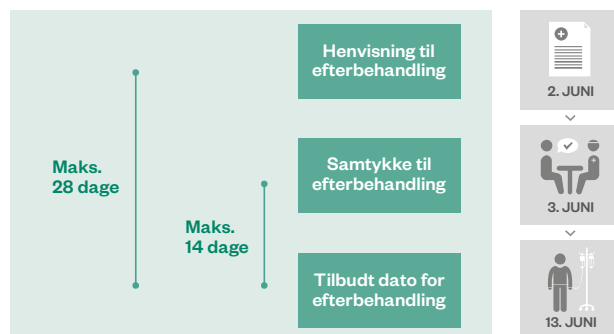 Henvisning til
efterbehandling
2. JUNI
Maks.
28 dage
Samtykke til
efterbehandling
3. JUNI
Maks.
14 dage
Tilbudt dato for
efterbehandling
13. JUNI